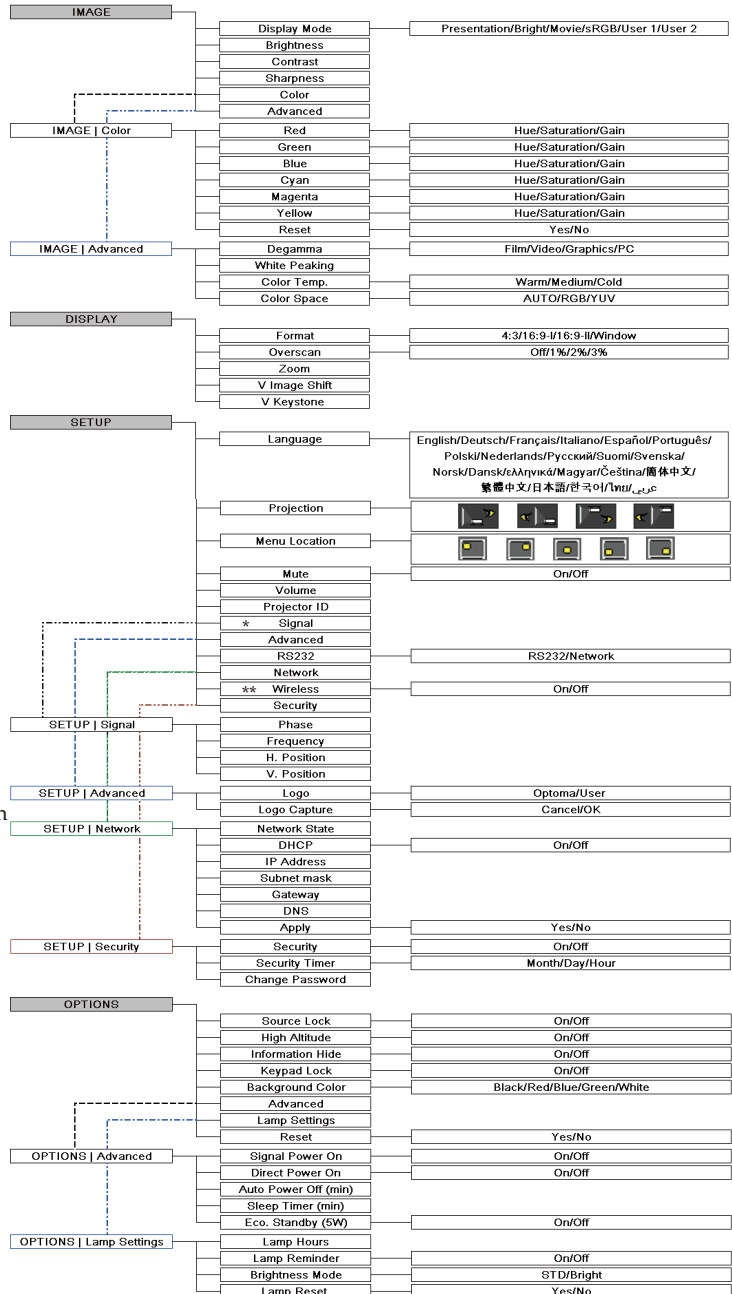 IMAGE
Display Mode Presentation/Bright/Movie/sRGB/User 1/User 2
Brightness
Contrast
Sharpness
Color
Advanced
IMAGE | Color Red Hue/Saturation/Gain
Green Hue/Saturation/Gain
Blue Hue/Saturation/Gain
Cyan Hue/Saturation/Gain
Magenta Hue/Saturation/Gain
Yellow Hue/Saturation/Gain
Reset Yes/No
IMAGE | Advanced Degamma Film/Video/Graphics/PC
White Peaking
Color Temp. Warm/Medium/Cold
Color Space AUTO/RGB/YUV
DISPLAY
Format 4:3/16:9-I/16:9-II/Window
Overscan Off/1%/2%/3%
Zoom
V Image Shift
V Keystone
SETUP
Language English/Deutsch/Français/Italiano/Español/Português/
Polski/Nederlands/Русский/Suomi/Svenska/
Norsk/Dansk/ελληνικά/Magyar/Čeština/簡体中文/
繁體中文/日本語/한국어/ไทย/عربي
Projection
Menu Location
Mute On/Off
Volume
Projector ID
* Signal
Advanced
RS232 RS232/Network
Network
** Wireless On/Off
Security
SETUP | Signal Phase
Frequency
H. Position
V. Position
SETUP | Advanced Logo Optoma/User
Logo Capture Cancel/OK
SETUP | Network Network State
DHCP On/Off
IP Address
Subnet mask
Gateway
DNS
Apply Yes/No
SETUP | Security Security On/Off
Security Timer Month/Day/Hour
Change Password
OPTIONS
Source Lock On/Off
High Altitude On/Off
Information Hide On/Off
Keypad Lock On/Off
Background Color Black/Red/Blue/Green/White
Advanced
Lamp Settings
Reset Yes/No
OPTIONS | Advanced Signal Power On On/Off
Direct Power On On/Off
Auto Power Off (min)
Sleep Timer (min)
Eco. Standby (5W) On/Off
OPTIONS | Lamp Settings Lamp Hours
Lamp Reminder On/Off
Brightness Mode STD/Bright
Lamp Reset Yes/No